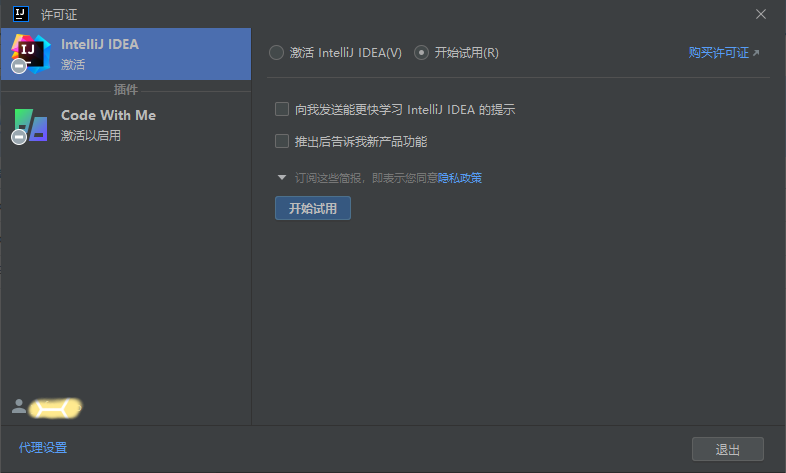 许可证
IntelliJ IDEA
激活
插件
Code With Me
激活以启用
激活 IntelliJ IDEA(V) 开始试用(R) 购买许可证
向我发送能更快学习 IntelliJ IDEA 的提示
推出后告诉我新产品功能
订阅这些简报，即表示您同意隐私政策
开始试用
代理设置
退出